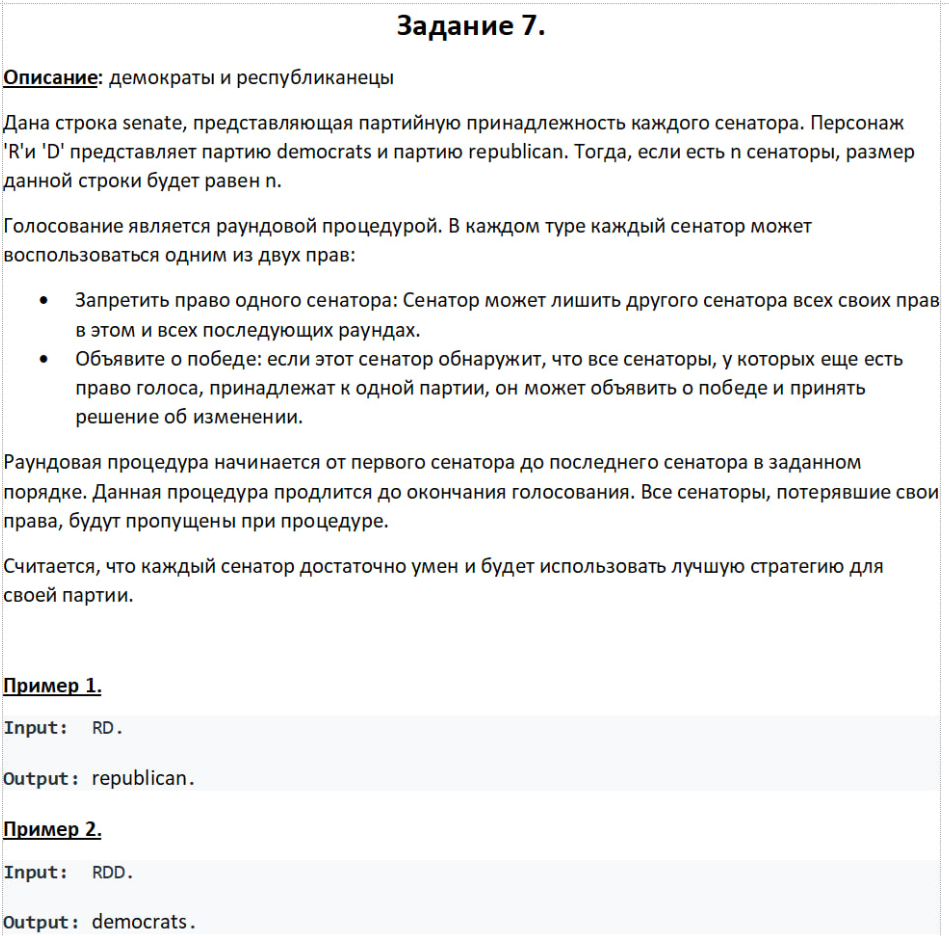 Задание 7.
Описание: демократы и республиканецы
Дана строка senate, представляющая партийную принадлежность каждого сенатора. Персонаж
'R'и 'D' представляет партию democrats и партию republican. Тогда, если есть n сенаторы, размер
данной строки будет равен n.
Голосование является раундовой процедурой. В каждом туре каждый сенатор может
воспользоваться одним из двух прав:
• Запретить право одного сенатора: Сенатор может лишить другого сенатора всех своих прав
в этом и всех последующих раундах.
• Объявите о победе: если этот сенатор обнаружит, что все сенаторы, у которых еще есть
право голоса, принадлежат к одной партии, он может объявить о победе и принять
решение об изменении.
Раундовая процедура начинается от первого сенатора до последнего сенатора в заданном
порядке. Данная процедура продлится до окончания голосования. Все сенаторы, потерявшие свои
права, будут пропущены при процедуре.
Считается, что каждый сенатор достаточно умен и будет использовать лучшую стратегию для
своей партии.
Пример 1.
Input: RD.
Output: republican.
Пример 2.
Input: RDD.
Output: democrats.